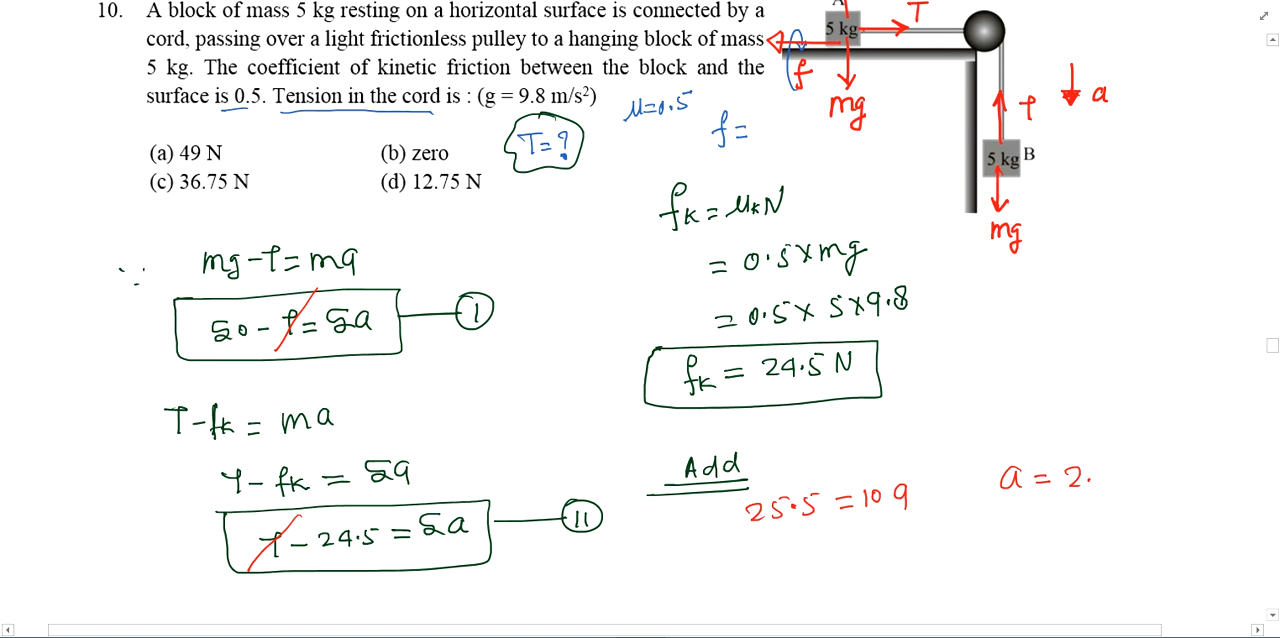 10. A block of mass 5 kg resting on a horizontal surface is connected by a
cord, passing over a light frictionless pulley to a hanging block of mass
5 kg. The coefficient of kinetic friction between the block and the
surface is 0.5. Tension in the cord is : (g = 9.8 m/s²)
(a) 49 N (b) zero
(c) 36.75 N (d) 12.75 N
T=?
μ=0.5
f=
A
5 kg
T
f
mg
T
a
5 kg B
mg
∵ mg-T=ma
50-T=5a
I
T-fk = ma
T-fk = 5a
T-24.5=5a
II
fk = μkN
= 0.5×mg
= 0.5×5×9.8
fk = 24.5 N
Add
25.5=10a
a=2.